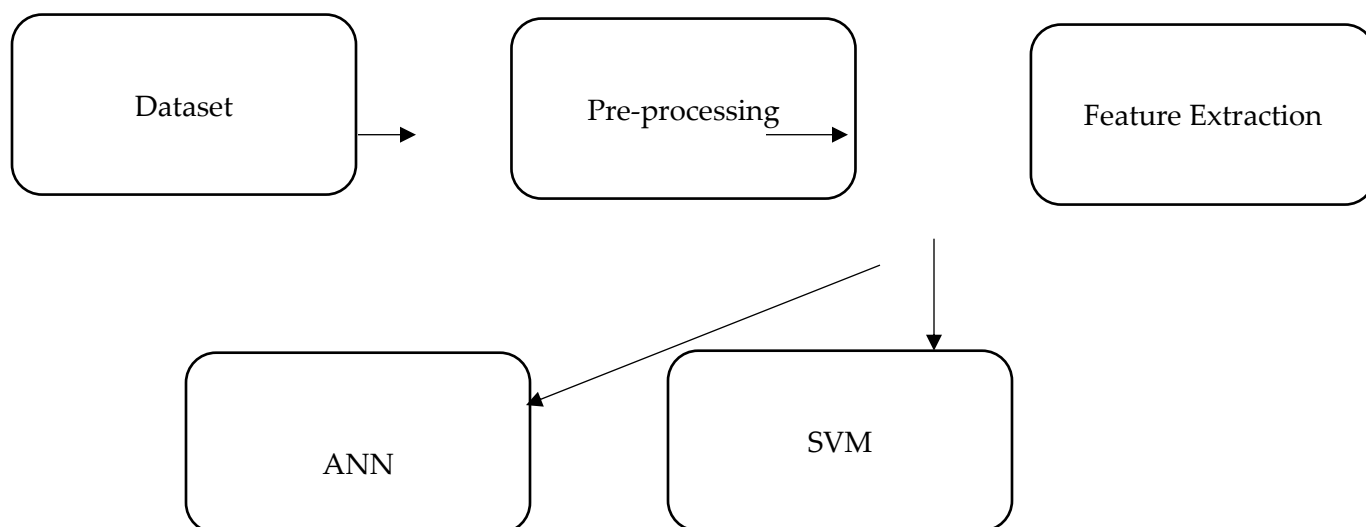 Dataset
Pre-processing
Feature Extraction
ANN
SVM